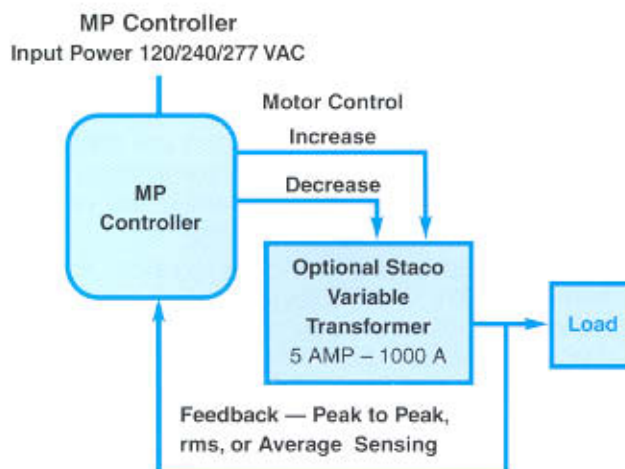 MP Controller
Input Power 120/240/277 VAC
Motor Control
Increase
Decrease
MP
Controller
Optional Staco
Variable
Transformer
5 AMP – 1000 A
Load
Feedback — Peak to Peak,
rms, or Average Sensing